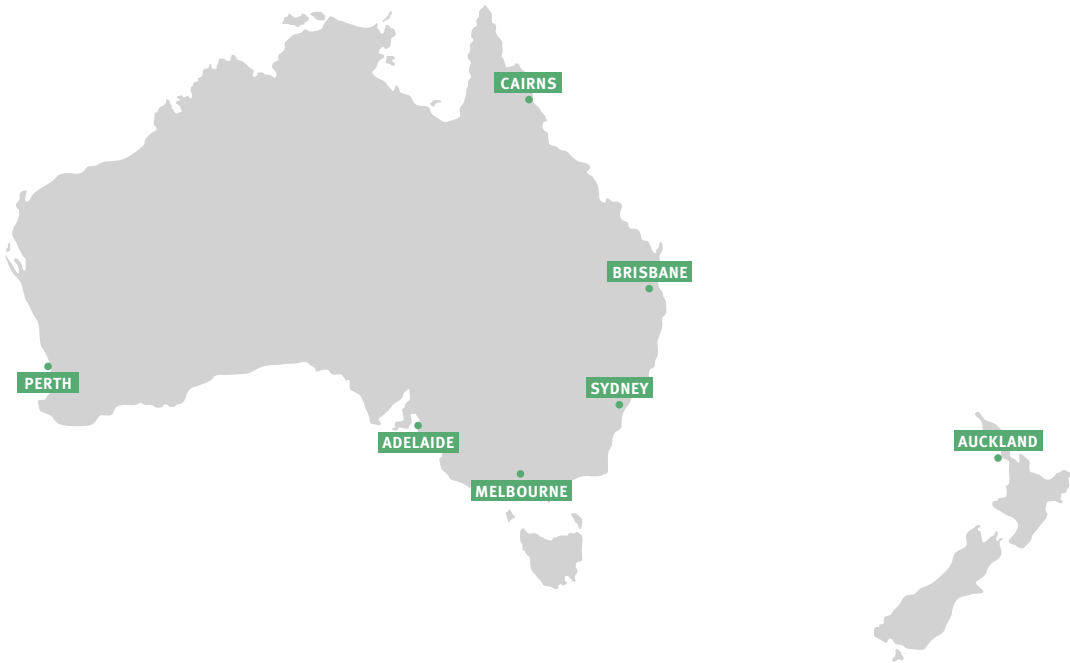 CAIRNS
BRISBANE
PERTH
SYDNEY
ADELAIDE
AUCKLAND
MELBOURNE